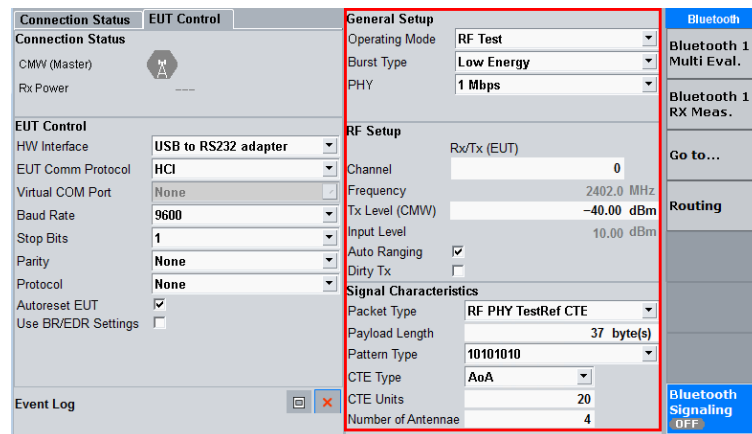 Connection Status
EUT Control
Connection Status
CMW (Master)
Rx Power ---
EUT Control
HW Interface USB to RS232 adapter
EUT Comm Protocol HCI
Virtual COM Port None
Baud Rate 9600
Stop Bits 1
Parity None
Protocol None
Autoreset EUT
Use BR/EDR Settings
Event Log
General Setup
Operating Mode RF Test
Burst Type Low Energy
PHY 1 Mbps
RF Setup
Rx/Tx (EUT)
Channel 0
Frequency 2402.0 MHz
Tx Level (CMW) −40.00 dBm
Input Level 10.00 dBm
Auto Ranging
Dirty Tx
Signal Characteristics
Packet Type RF PHY TestRef CTE
Payload Length 37 byte(s)
Pattern Type 10101010
CTE Type AoA
CTE Units 20
Number of Antennae 4
Bluetooth
Bluetooth 1
Multi Eval.
Bluetooth 1
RX Meas.
Go to...
Routing
Bluetooth
Signaling
OFF